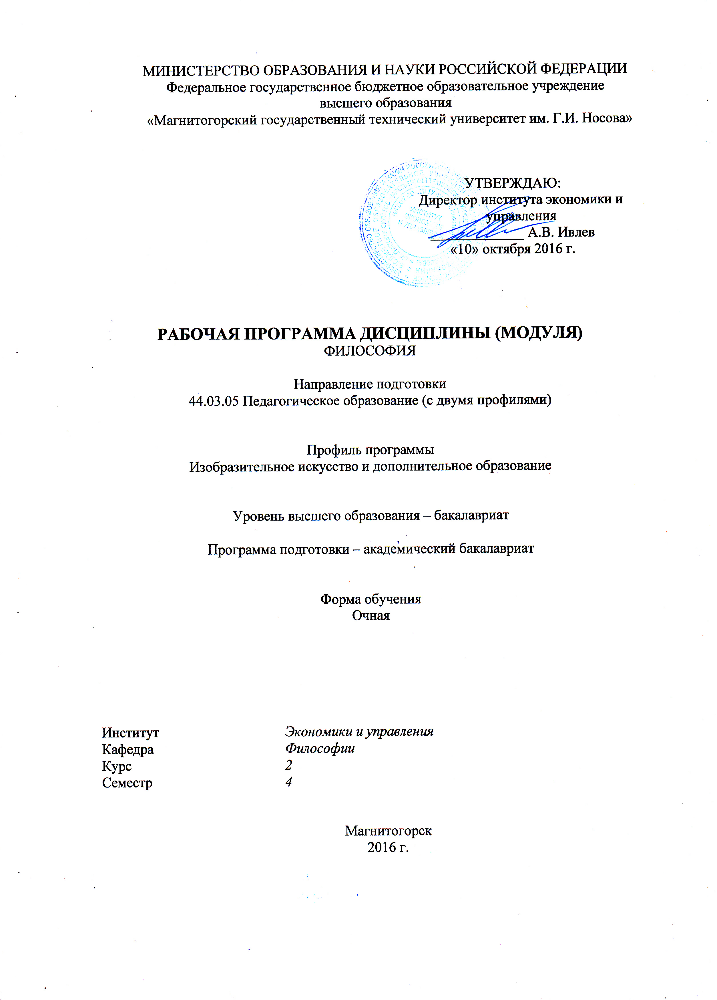 МИНИСТЕРСТВО ОБРАЗОВАНИЯ И НАУКИ РОССИЙСКОЙ ФЕДЕРАЦИИ
Федеральное государственное бюджетное образовательное учреждение
высшего образования
«Магнитогорский государственный технический университет им. Г.И. Носова»
УТВЕРЖДАЮ:
Директор института экономики и
управления
А.В. Ивлев
«10» октября 2016 г.
РАБОЧАЯ ПРОГРАММА ДИСЦИПЛИНЫ (МОДУЛЯ)
ФИЛОСОФИЯ
Направление подготовки
44.03.05 Педагогическое образование (с двумя профилями)
Профиль программы
Изобразительное искусство и дополнительное образование
Уровень высшего образования – бакалавриат
Программа подготовки – академический бакалавриат
Форма обучения
Очная
Институт Экономики и управления
Кафедра Философии
Курс 2
Семестр 4
Магнитогорск
2016 г.